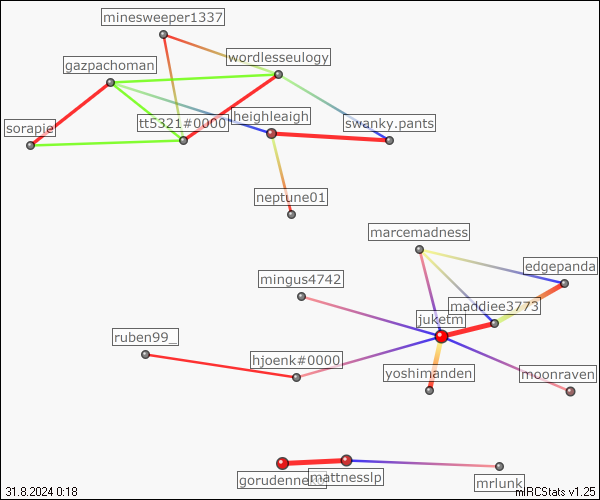 minesweeper1337
wordlesseulogy
gazpachoman
heighleaigh
sorapie
tt5321#0000
swanky.pants
neptune01
marcemadness
edgepanda
mingus4742
maddiee3773
juketm
ruben99_
hjoenk#0000
yoshimanden
moonraven
mattnesslp
mrlunk
31.8.2024 0:18
mIRCStats v1.25